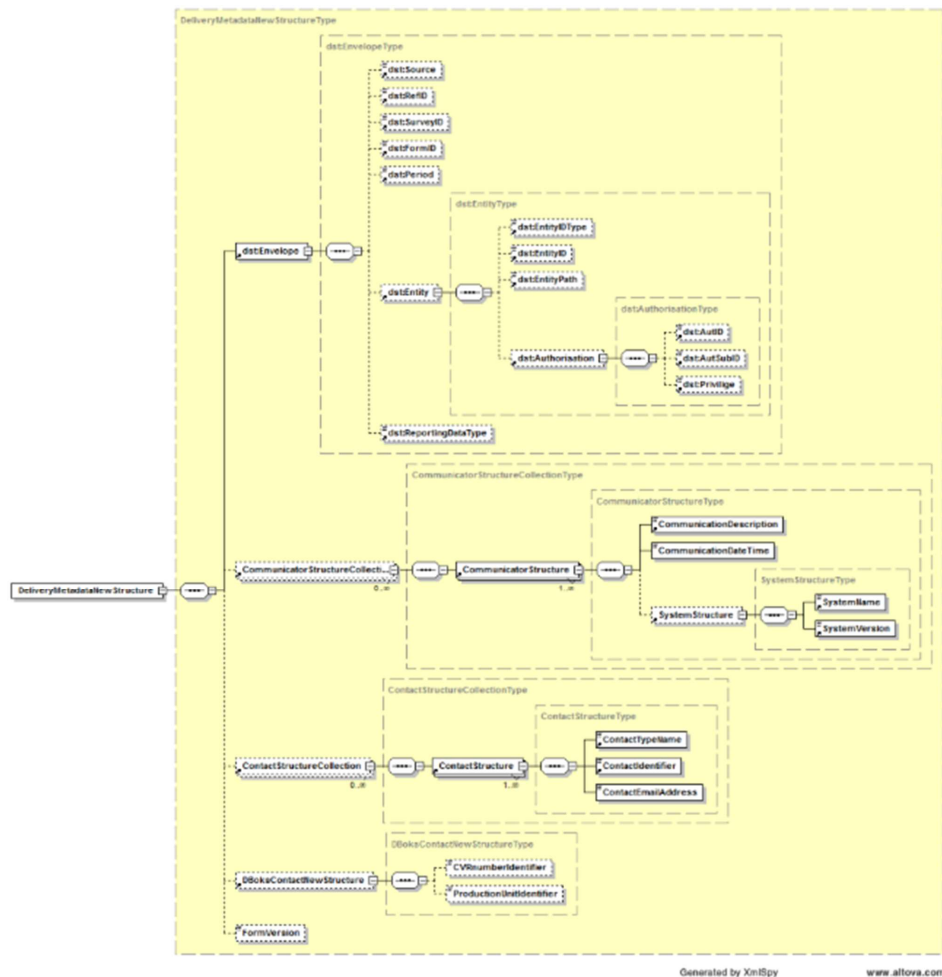 DeliveryMetadataNewStructureType
dst:EnvelopeType
dst:Source
dst:RefID
dst:SurveyID
dst:FormID
dst:Period
dst:EntityType
dst:EntityIDType
dst:Envelope
dst:EntityID
dst:EntityPath
dst:Entity
dst:AuthorisationType
dst:AutID
dst:Authorisation
dst:AutSubID
dst:Privilige
dst:ReportingDataType
CommunicatorStructureCollectionType
CommunicatorStructureType
CommunicationDescription
CommunicationDateTime
CommunicatorStructureCollecti...
0..∞
CommunicatorStructure
1..∞
SystemStructureType
DeliveryMetadataNewStructure
SystemName
SystemStructure
SystemVersion
ContactStructureCollectionType
ContactStructureType
ContactTypeName
ContactStructureCollection
0..∞
ContactStructure
1..∞
ContactIdentifier
ContactEmailAddress
DBoksContactNewStructureType
CVRnumberIdentifier
DBoksContactNewStructure
ProductionUnitIdentifier
FormVersion
Generated by XmlSpy www.altova.com